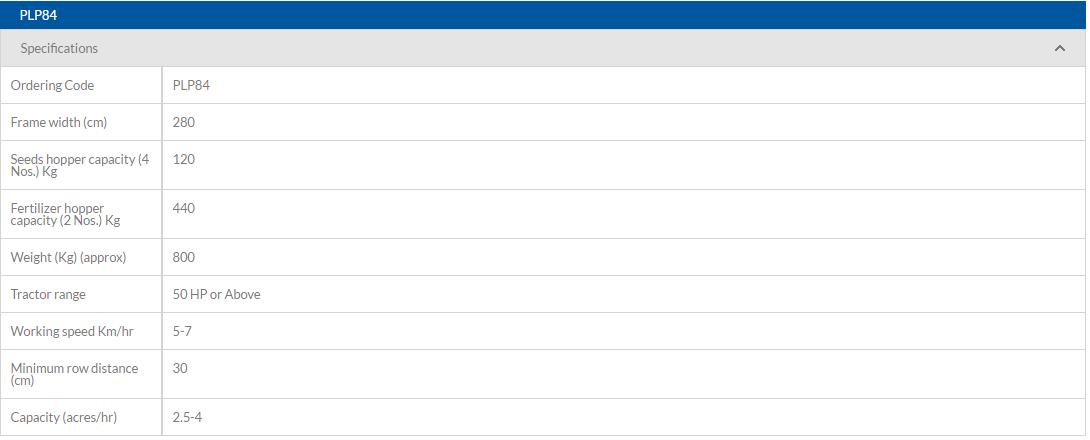 PLP84
Specifications
Ordering Code PLP84
Frame width (cm) 280
Seeds hopper capacity (4 120
Nos.) Kg
Fertilizer hopper 440
capacity (2 Nos.) Kg
Weight (Kg) (approx) 800
Tractor range 50 HP or Above
Working speed Km/hr 5-7
Minimum row distance 30
(cm)
Capacity (acres/hr) 2.5-4